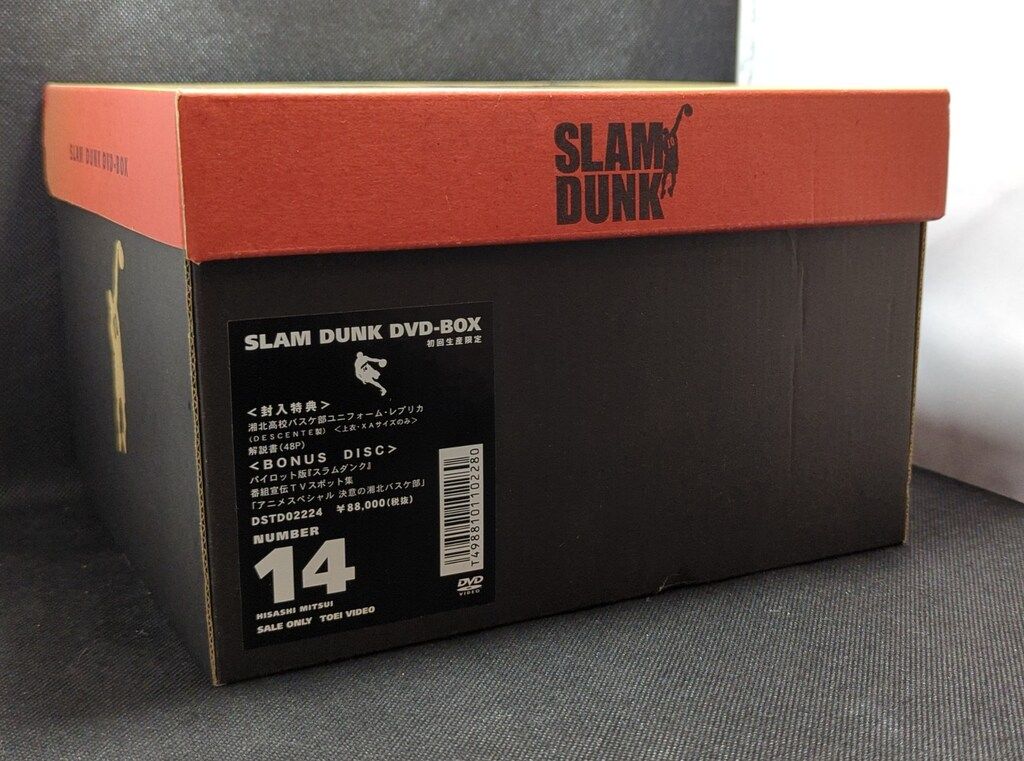 SLAM DUNK DVD-BOX
SLAM
DUNK
SLAM DUNK DVD-BOX
初回生産限定
<封入特典>
湘北高校バスケ部ユニフォーム・レプリカ
(DESCENTE製) <上衣・XAサイズのみ>
解説書(48P)
<BONUS DISC>
パイロット版『スラムダンク』
番組宣伝TVスポット集
「アニメスペシャル 決意の湘北バスケ部」
DSTD02224 ¥88,000(税抜)
NUMBER
14
HISASHI MITSUI
SALE ONLY TOEI VIDEO
T4988101102280
DVD
VIDEO